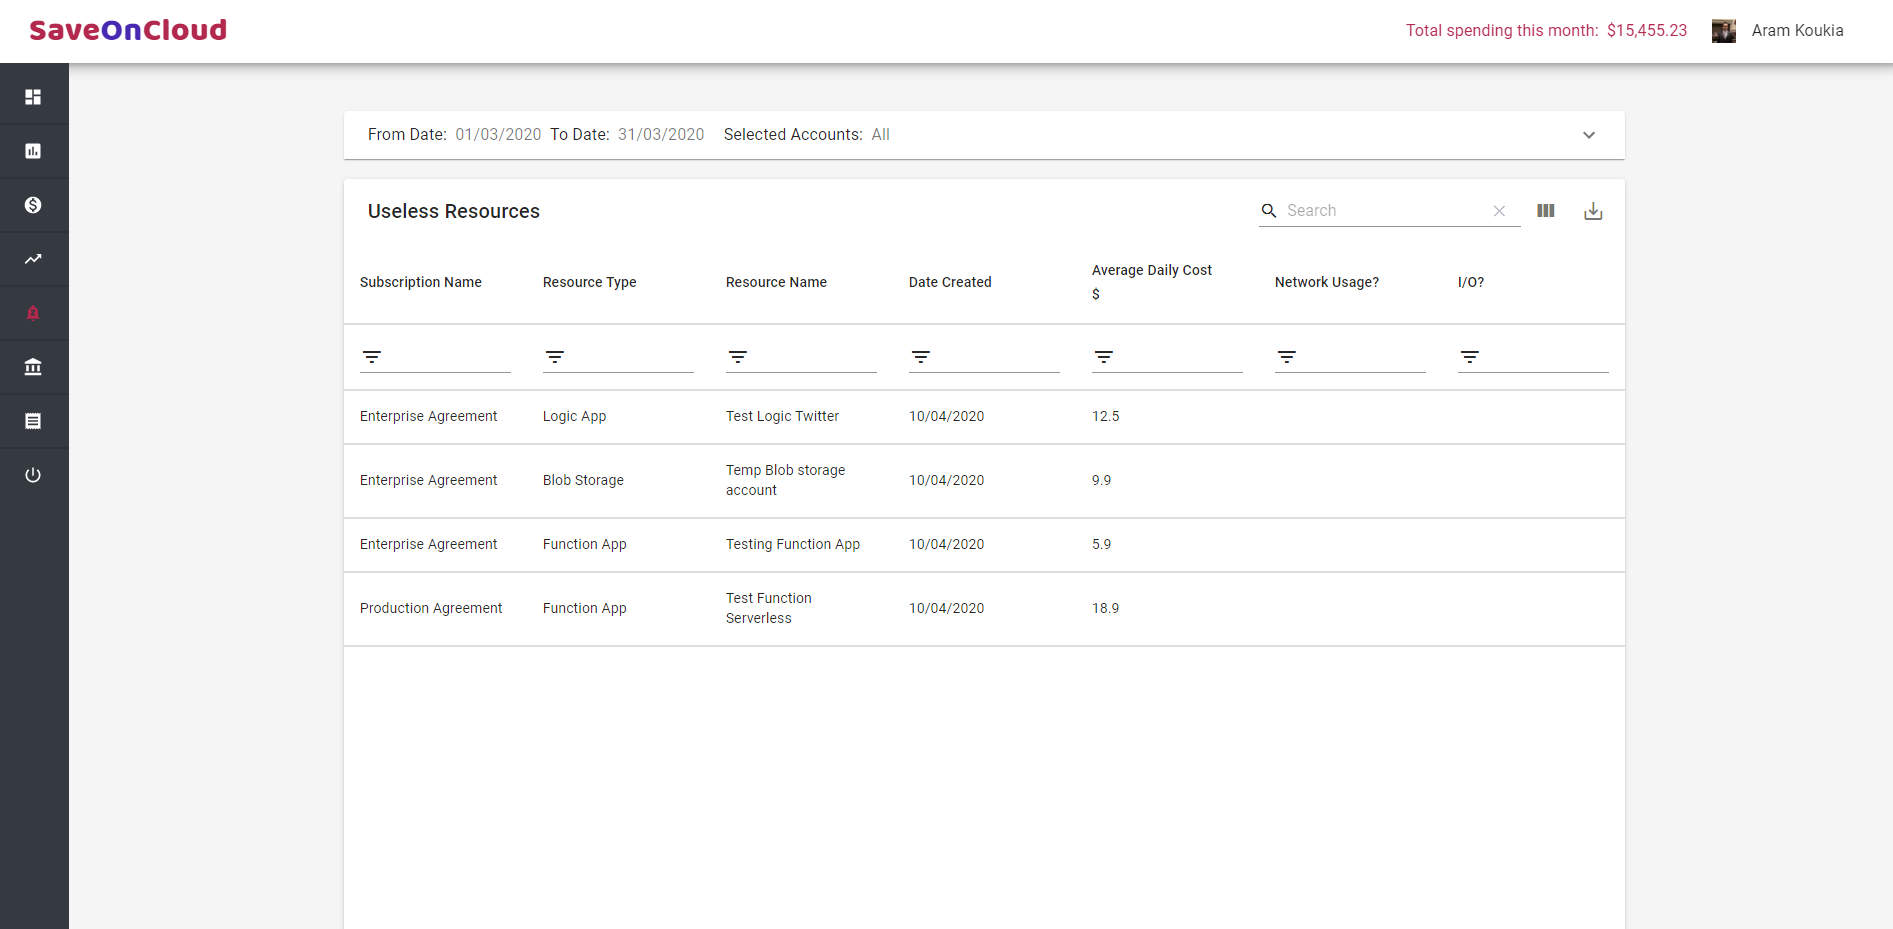 SaveOnCloud
Total spending this month: $15,455.23
Aram Koukia
From Date: 01/03/2020 To Date: 31/03/2020 Selected Accounts: All
Useless Resources
Search
Subscription Name
Resource Type
Resource Name
Date Created
Average Daily Cost
$
Network Usage?
I/O?
Enterprise Agreement
Logic App
Test Logic Twitter
10/04/2020
12.5
Enterprise Agreement
Blob Storage
Temp Blob storage
account
10/04/2020
9.9
Enterprise Agreement
Function App
Testing Function App
10/04/2020
5.9
Production Agreement
Function App
Test Function
Serverless
10/04/2020
18.9